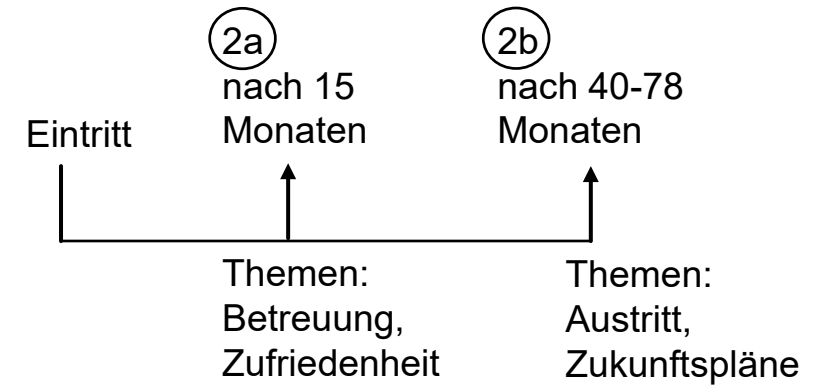 2a
nach 15
Monaten
2b
nach 40-78
Monaten
Eintritt
Themen:
Betreuung,
Zufriedenheit
Themen:
Austritt,
Zukunftspläne